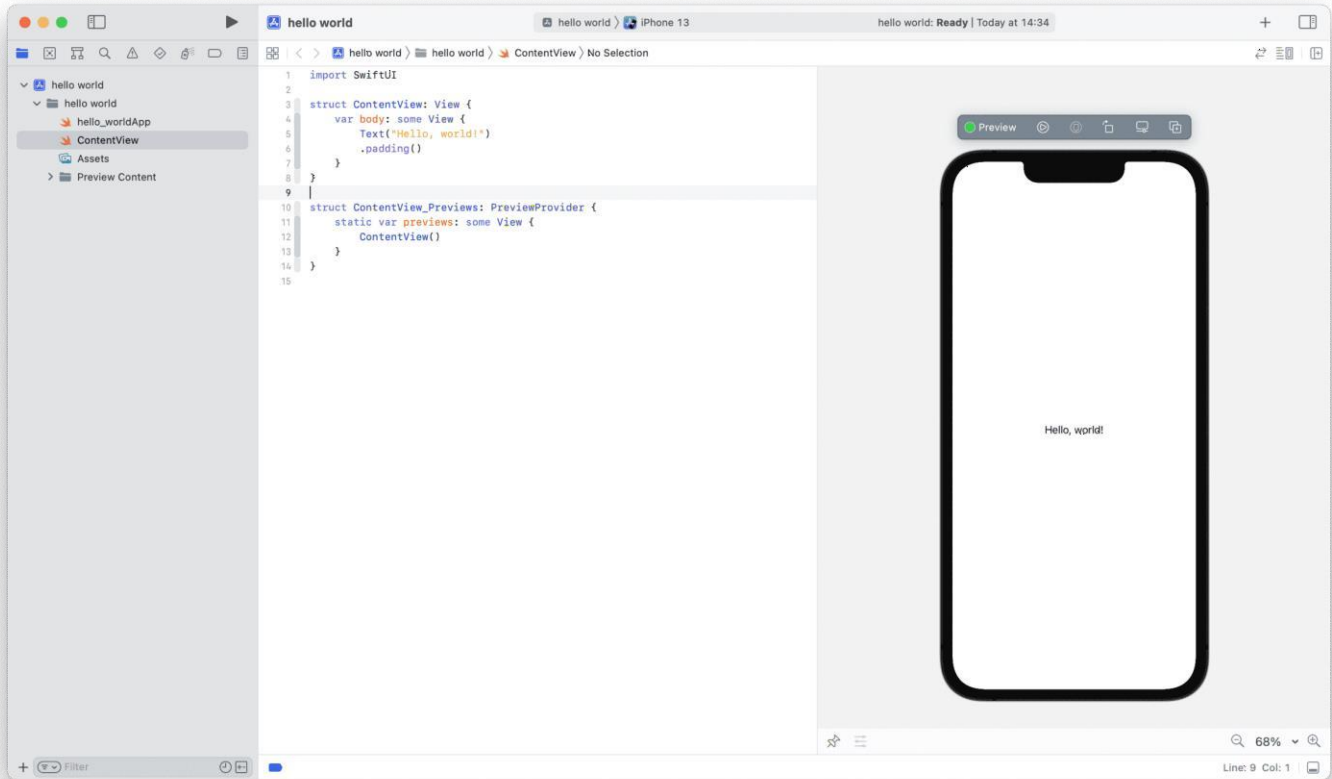 hello world
hello world 〉 iPhone 13
hello world: Ready | Today at 14:34
hello world 〉 hello world 〉 ContentView 〉 No Selection
hello world
hello world
hello_worldApp
ContentView
Assets
Preview Content
Filter
1 import SwiftUI
2
3 struct ContentView: View {
4     var body: some View {
5         Text("Hello, world!")
6         .padding()
7     }
8 }
9
10 struct ContentView_Previews: PreviewProvider {
11     static var previews: some View {
12         ContentView()
13     }
14 }
15
Preview
Hello, world!
68%
Line: 9 Col: 1